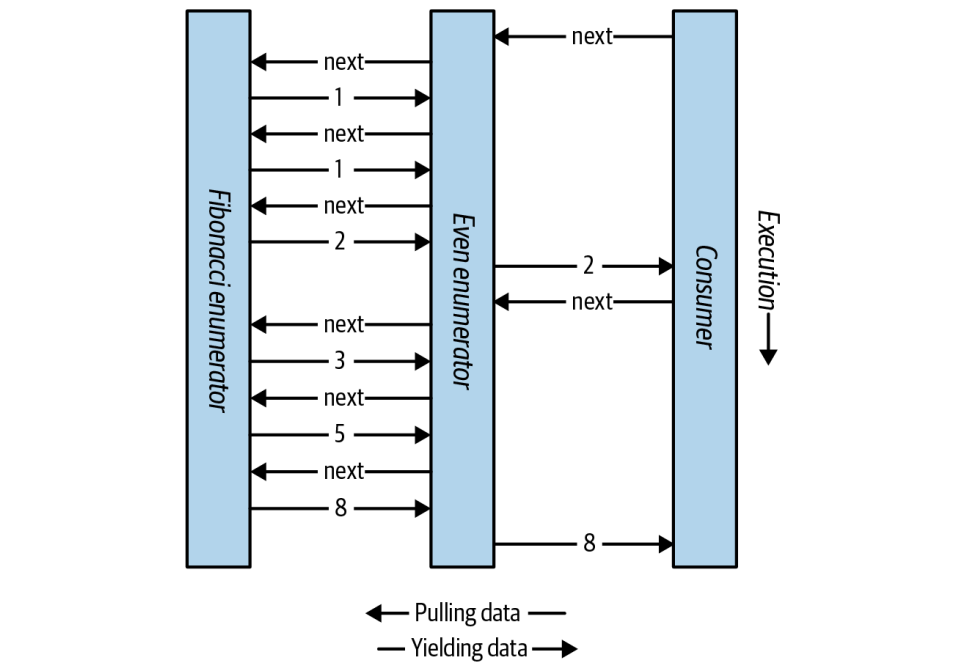 next
next
1
next
1
next
2
2
next
next
3
next
5
next
8
8
Fibonacci enumerator
Even enumerator
Consumer
Execution
Pulling data
Yielding data